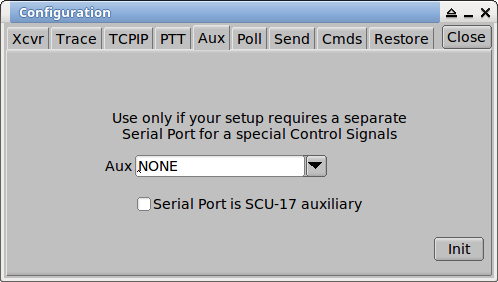 Configuration
Xcvr Trace TCPIP PTT Aux Poll Send Cmds Restore Close
Use only if your setup requires a separate
Serial Port for a special Control Signals
Aux NONE
Serial Port is SCU-17 auxiliary
Init